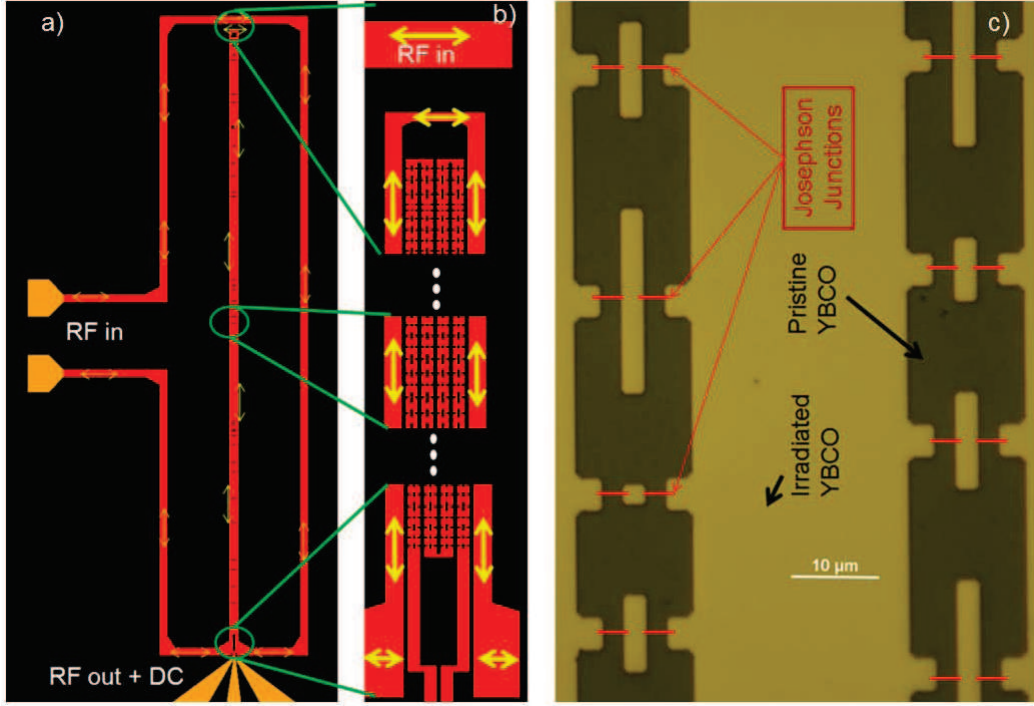 a)
RF in
RF out + DC
b)
RF in
c)
Josephson
Junctions
Pristine
YBCO
Irradiated
YBCO
10 µm